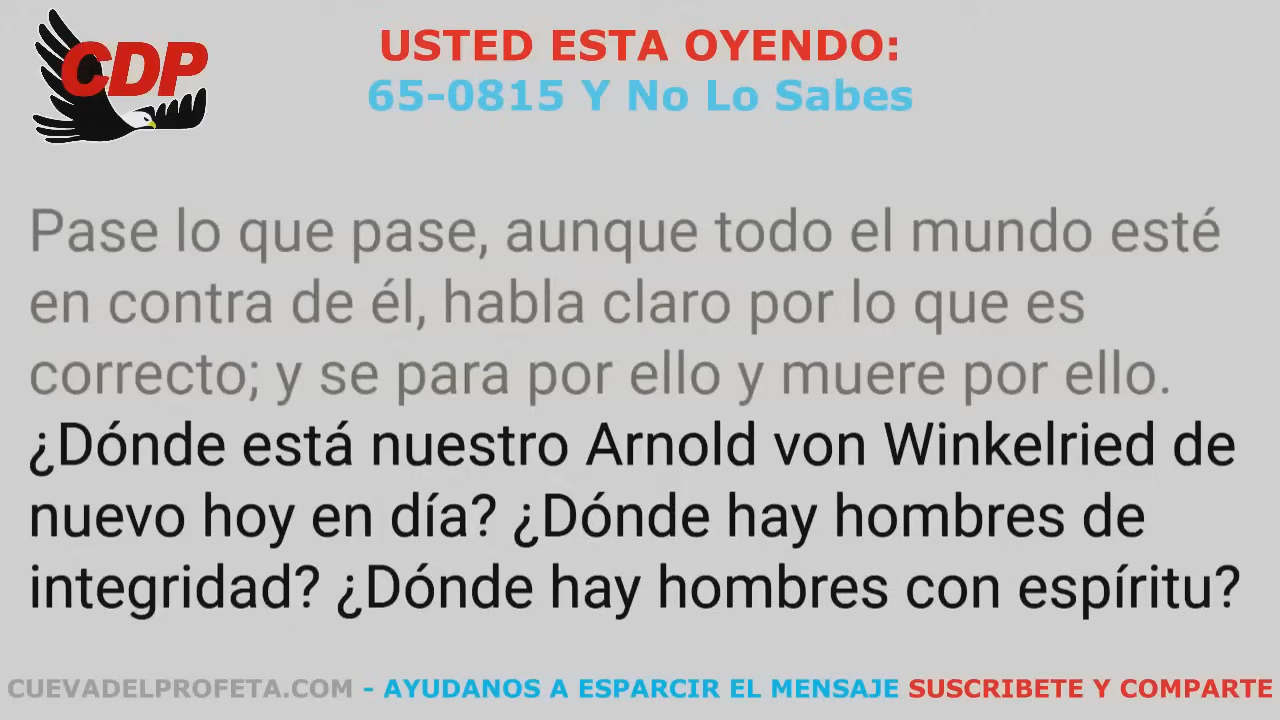 CDP
USTED ESTA OYENDO:
65-0815 Y No Lo Sabes
Pase lo que pase, aunque todo el mundo esté
en contra de él, habla claro por lo que es
correcto; y se para por ello y muere por ello.
¿Dónde está nuestro Arnold von Winkelried de
nuevo hoy en día? ¿Dónde hay hombres de
integridad? ¿Dónde hay hombres con espíritu?
CUEVADELPROFETA.COM - AYUDANOS A ESPARCIR EL MENSAJE SUSCRIBETE Y COMPARTE